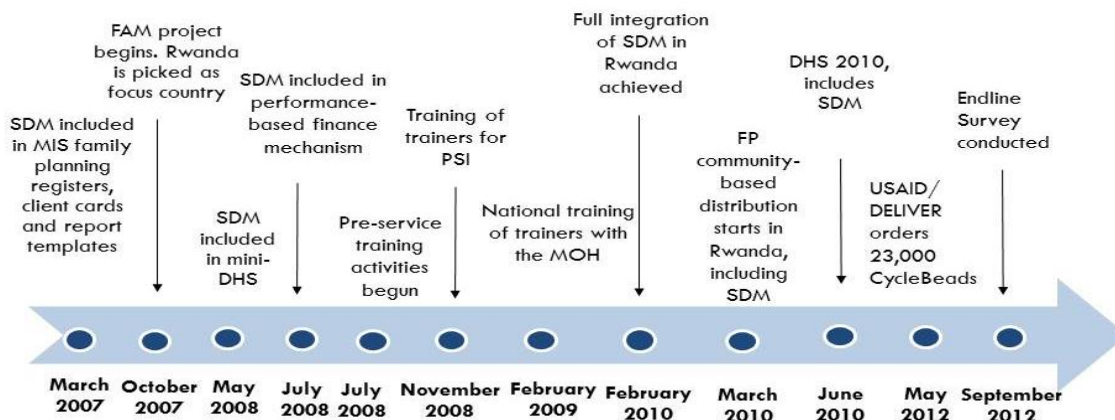 FAM project
begins. Rwanda
is picked as
focus country
SDM included
in MIS family
planning
registers,
client cards
and report
templates
SDM included in
performance-
based finance
mechanism
SDM
included
in mini-
DHS
Training of
trainers for
PSI
Pre-service
training
activities
begun
National training
of trainers with
the MOH
Full integration
of SDM in
Rwanda
achieved
FP
community-
based
distribution
starts in
Rwanda,
including
SDM
DHS 2010,
includes
SDM
USAID/
DELIVER
orders
23,000
CycleBeads
Endline
Survey
conducted
March
2007
October
2007
May
2008
July
2008
July
2008
November
2008
February
2009
February
2010
March
2010
June
2010
May
2012
September
2012